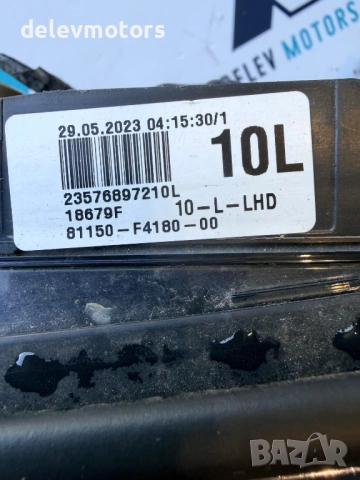 delevmotors
DELEV MOTORS
29.05.2023 04:15:30/1
10L
23576897210L
18679F 10-L-LHD
81150-F4180-00
BAZAR